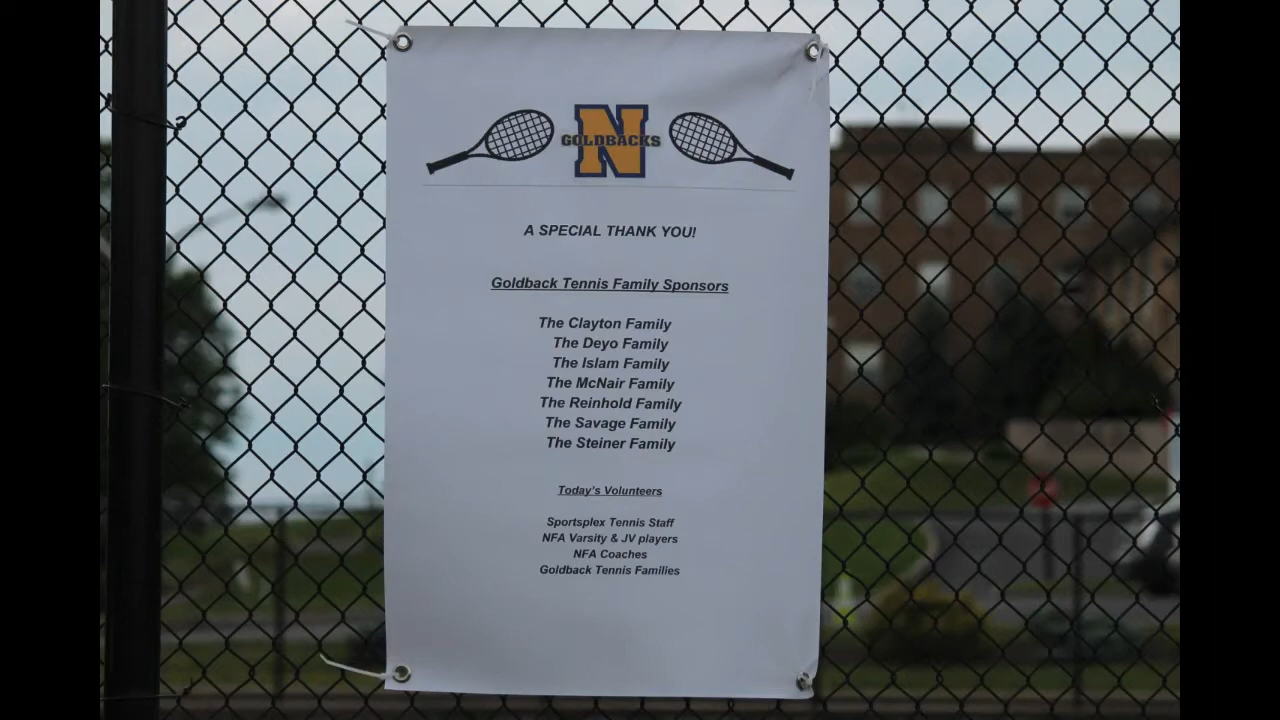 N
GOLDBACKS
A SPECIAL THANK YOU!
Goldback Tennis Family Sponsors
The Clayton Family
The Deyo Family
The Islam Family
The McNair Family
The Reinhold Family
The Savage Family
The Steiner Family
Today's Volunteers
Sportsplex Tennis Staff
NFA Varsity & JV players
NFA Coaches
Goldback Tennis Families